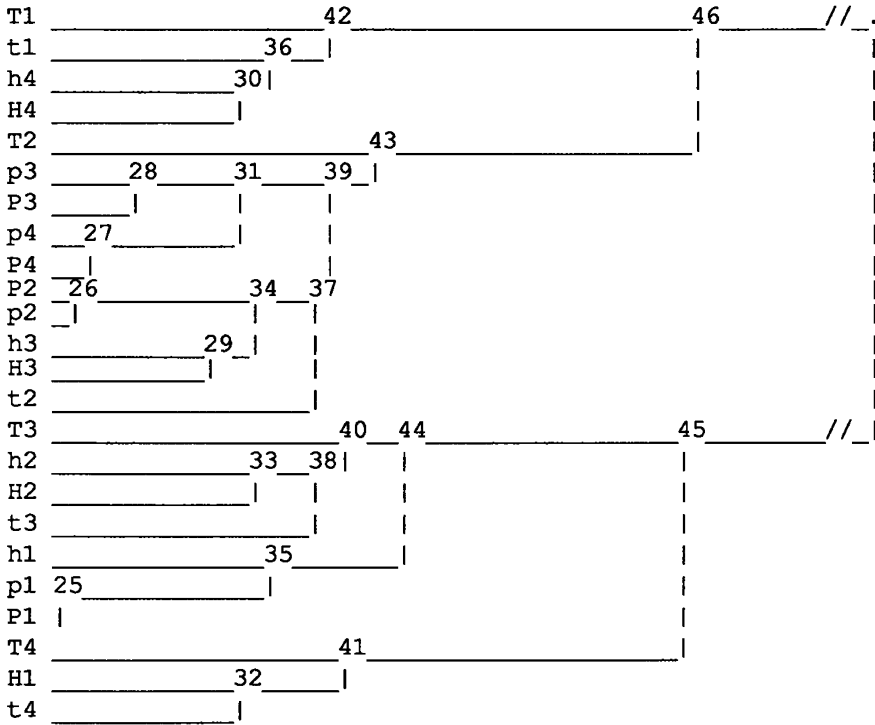 T1 42 46 // .
t1 36
h4 30
H4
T2 43
p3 28 31 39
P3
p4 27
P4
P2 26 34 37
p2
h3 29
H3
t2
T3 40 44 45 //
h2 33 38
H2
t3
h1 35
p1 25
P1
T4 41
H1 32
t4